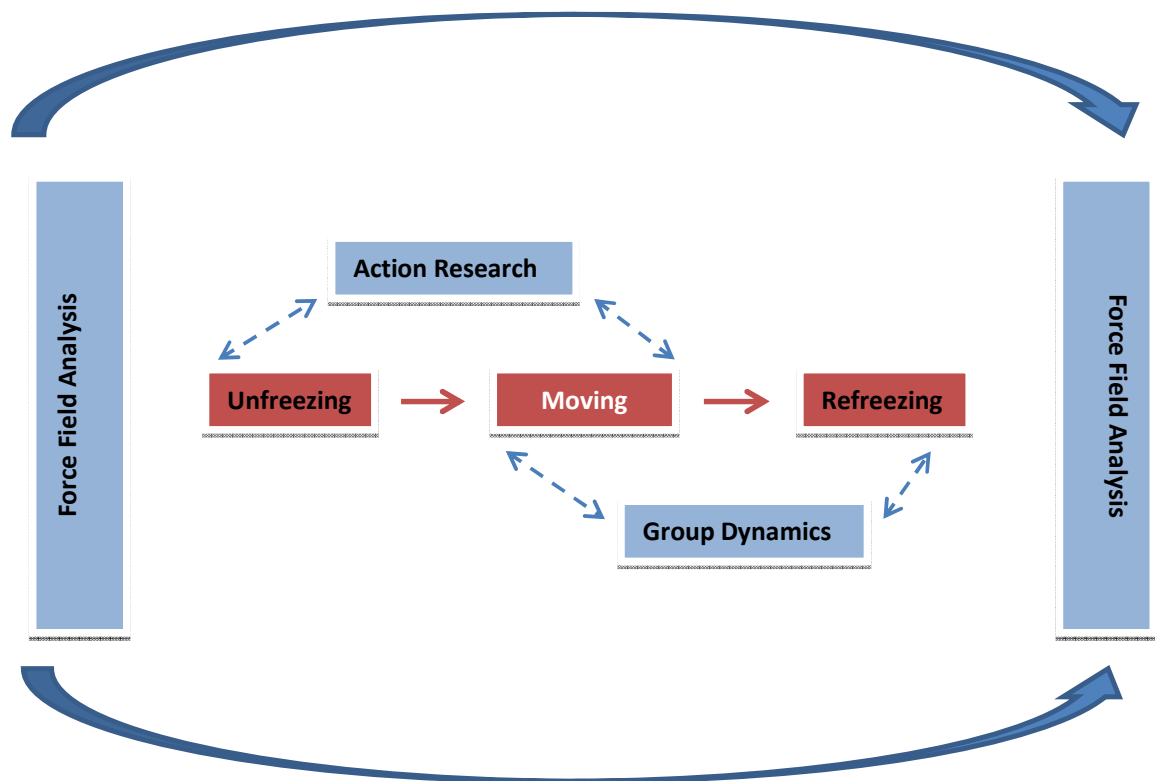 Force Field Analysis
Action Research
Unfreezing
Moving
Refreezing
Group Dynamics
Force Field Analysis